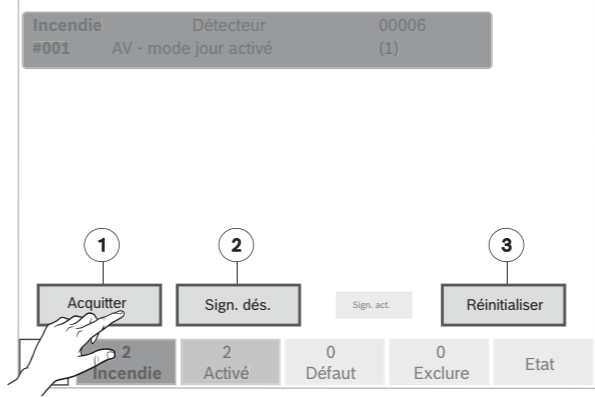 Incendie Détecteur 00006
#001 AV - mode jour activé (1)
1 2 3
Acquitter Sign. dés. Sign. act. Réinitialiser
2 2 0 0
Incendie Activé Défaut Exclure Etat